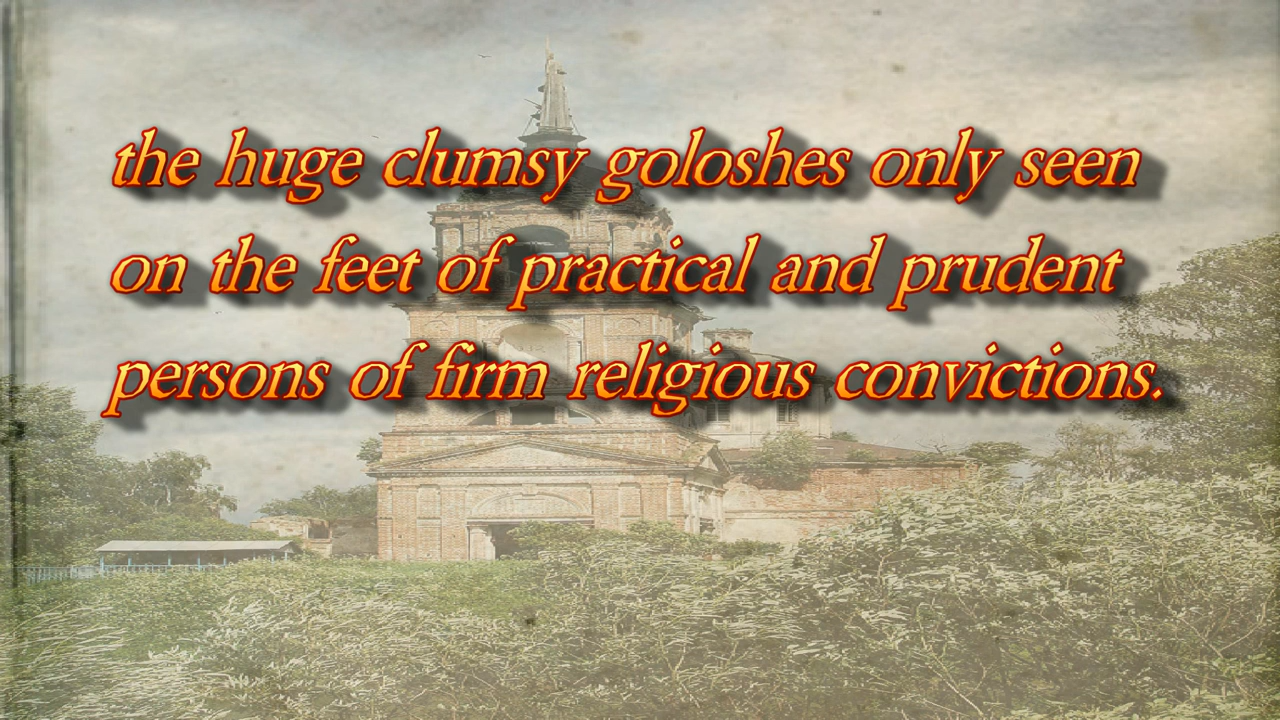 the huge clumsy goloshes only seen
on the feet of practical and prudent
persons of firm religious convictions.